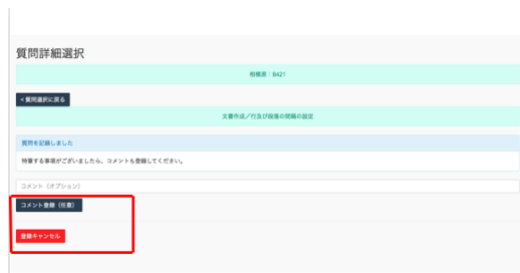 質問詳細選択
相模原：B421
<質問選択に戻る
文書作成／行及び段落の間隔の設定
質問を記録しました
特筆する事項がございましたら、コメントも登録してください。
コメント（オプション）
コメント登録（任意）
登録キャンセル